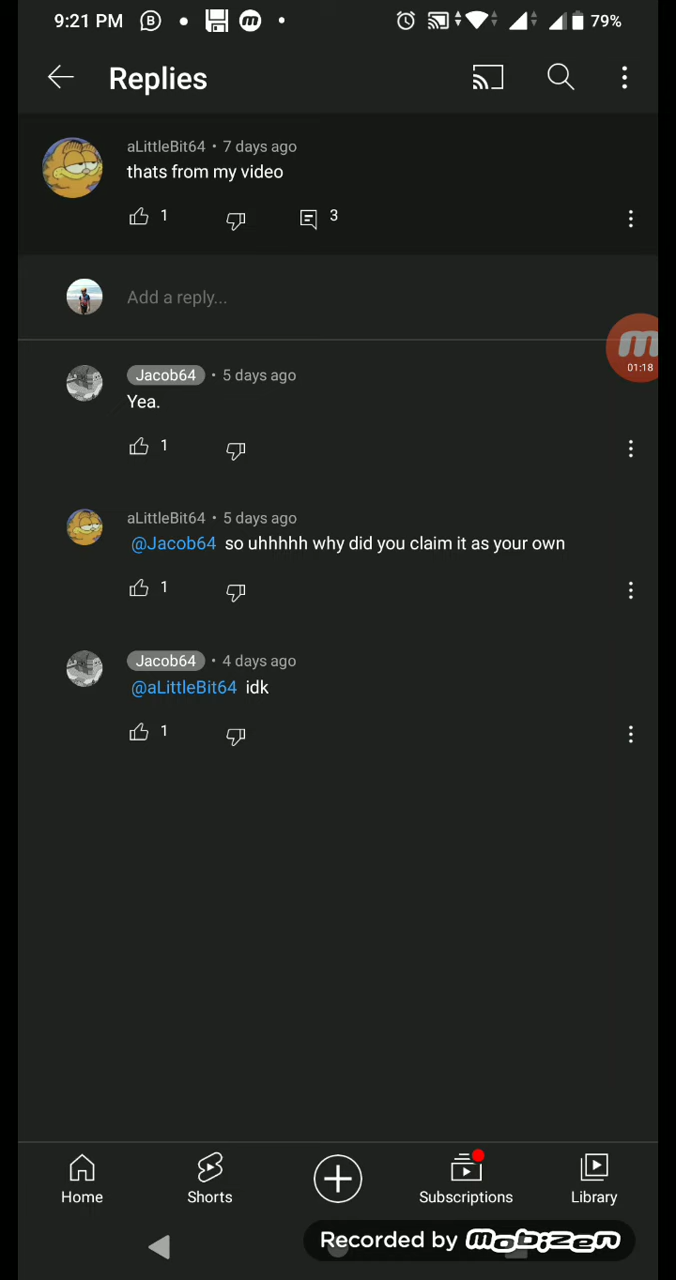 9:21 PM
79%
Replies
aLittleBit64 • 7 days ago
thats from my video
1
3
Add a reply...
01:18
Jacob64 • 5 days ago
Yea.
1
aLittleBit64 • 5 days ago
@Jacob64 so uhhhhh why did you claim it as your own
1
Jacob64 • 4 days ago
@aLittleBit64 idk
1
Home
Shorts
Subscriptions
Library
Recorded by mobizen